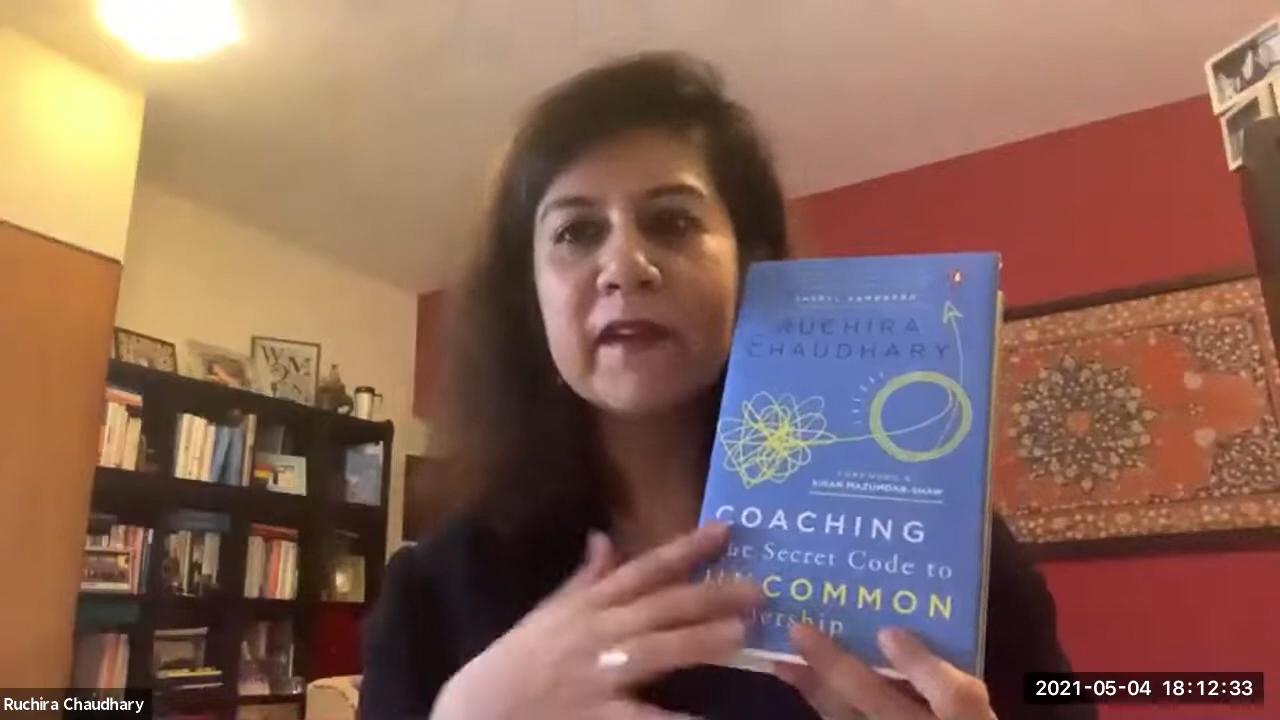 RUCHIRA
CHAUDHARY
FOREWORD
KIRAN MAZUMDAR-SHAW
COACHING
Secret Code to
COMMON
Ruchira Chaudhary
2021-05-04 18:12:33